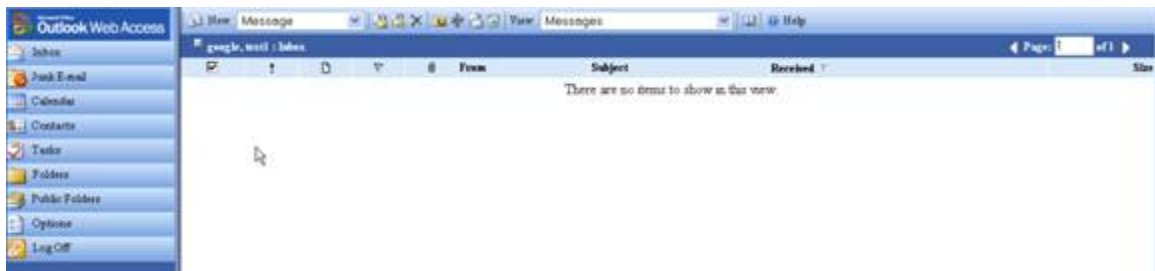 Microsoft Office
Outlook Web Access
New Message View Messages Help
google, test1 : Inbox
Page: 1 of 1
! From Subject Received Size
There are no items to show in this view.
Inbox
Junk E-mail
Calendar
Contacts
Tasks
Folders
Public Folders
Options
Log Off